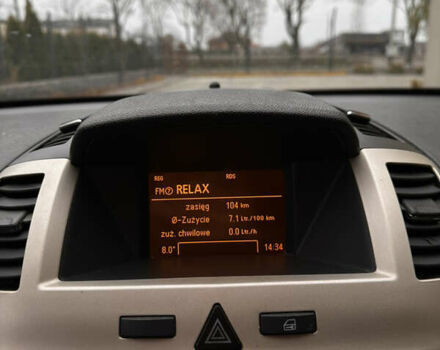 REG RDS
FM⑦ RELAX
zasięg 104 km
Ø-Zużycie 7.1 ltr./100 km
zuż. chwilowe 0.0 ltr./h
8.0° 14:34